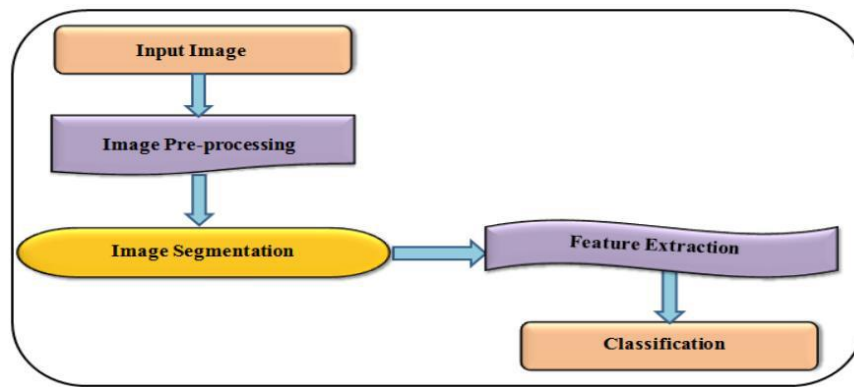 Input Image
Image Pre-processing
Image Segmentation
Feature Extraction
Classification